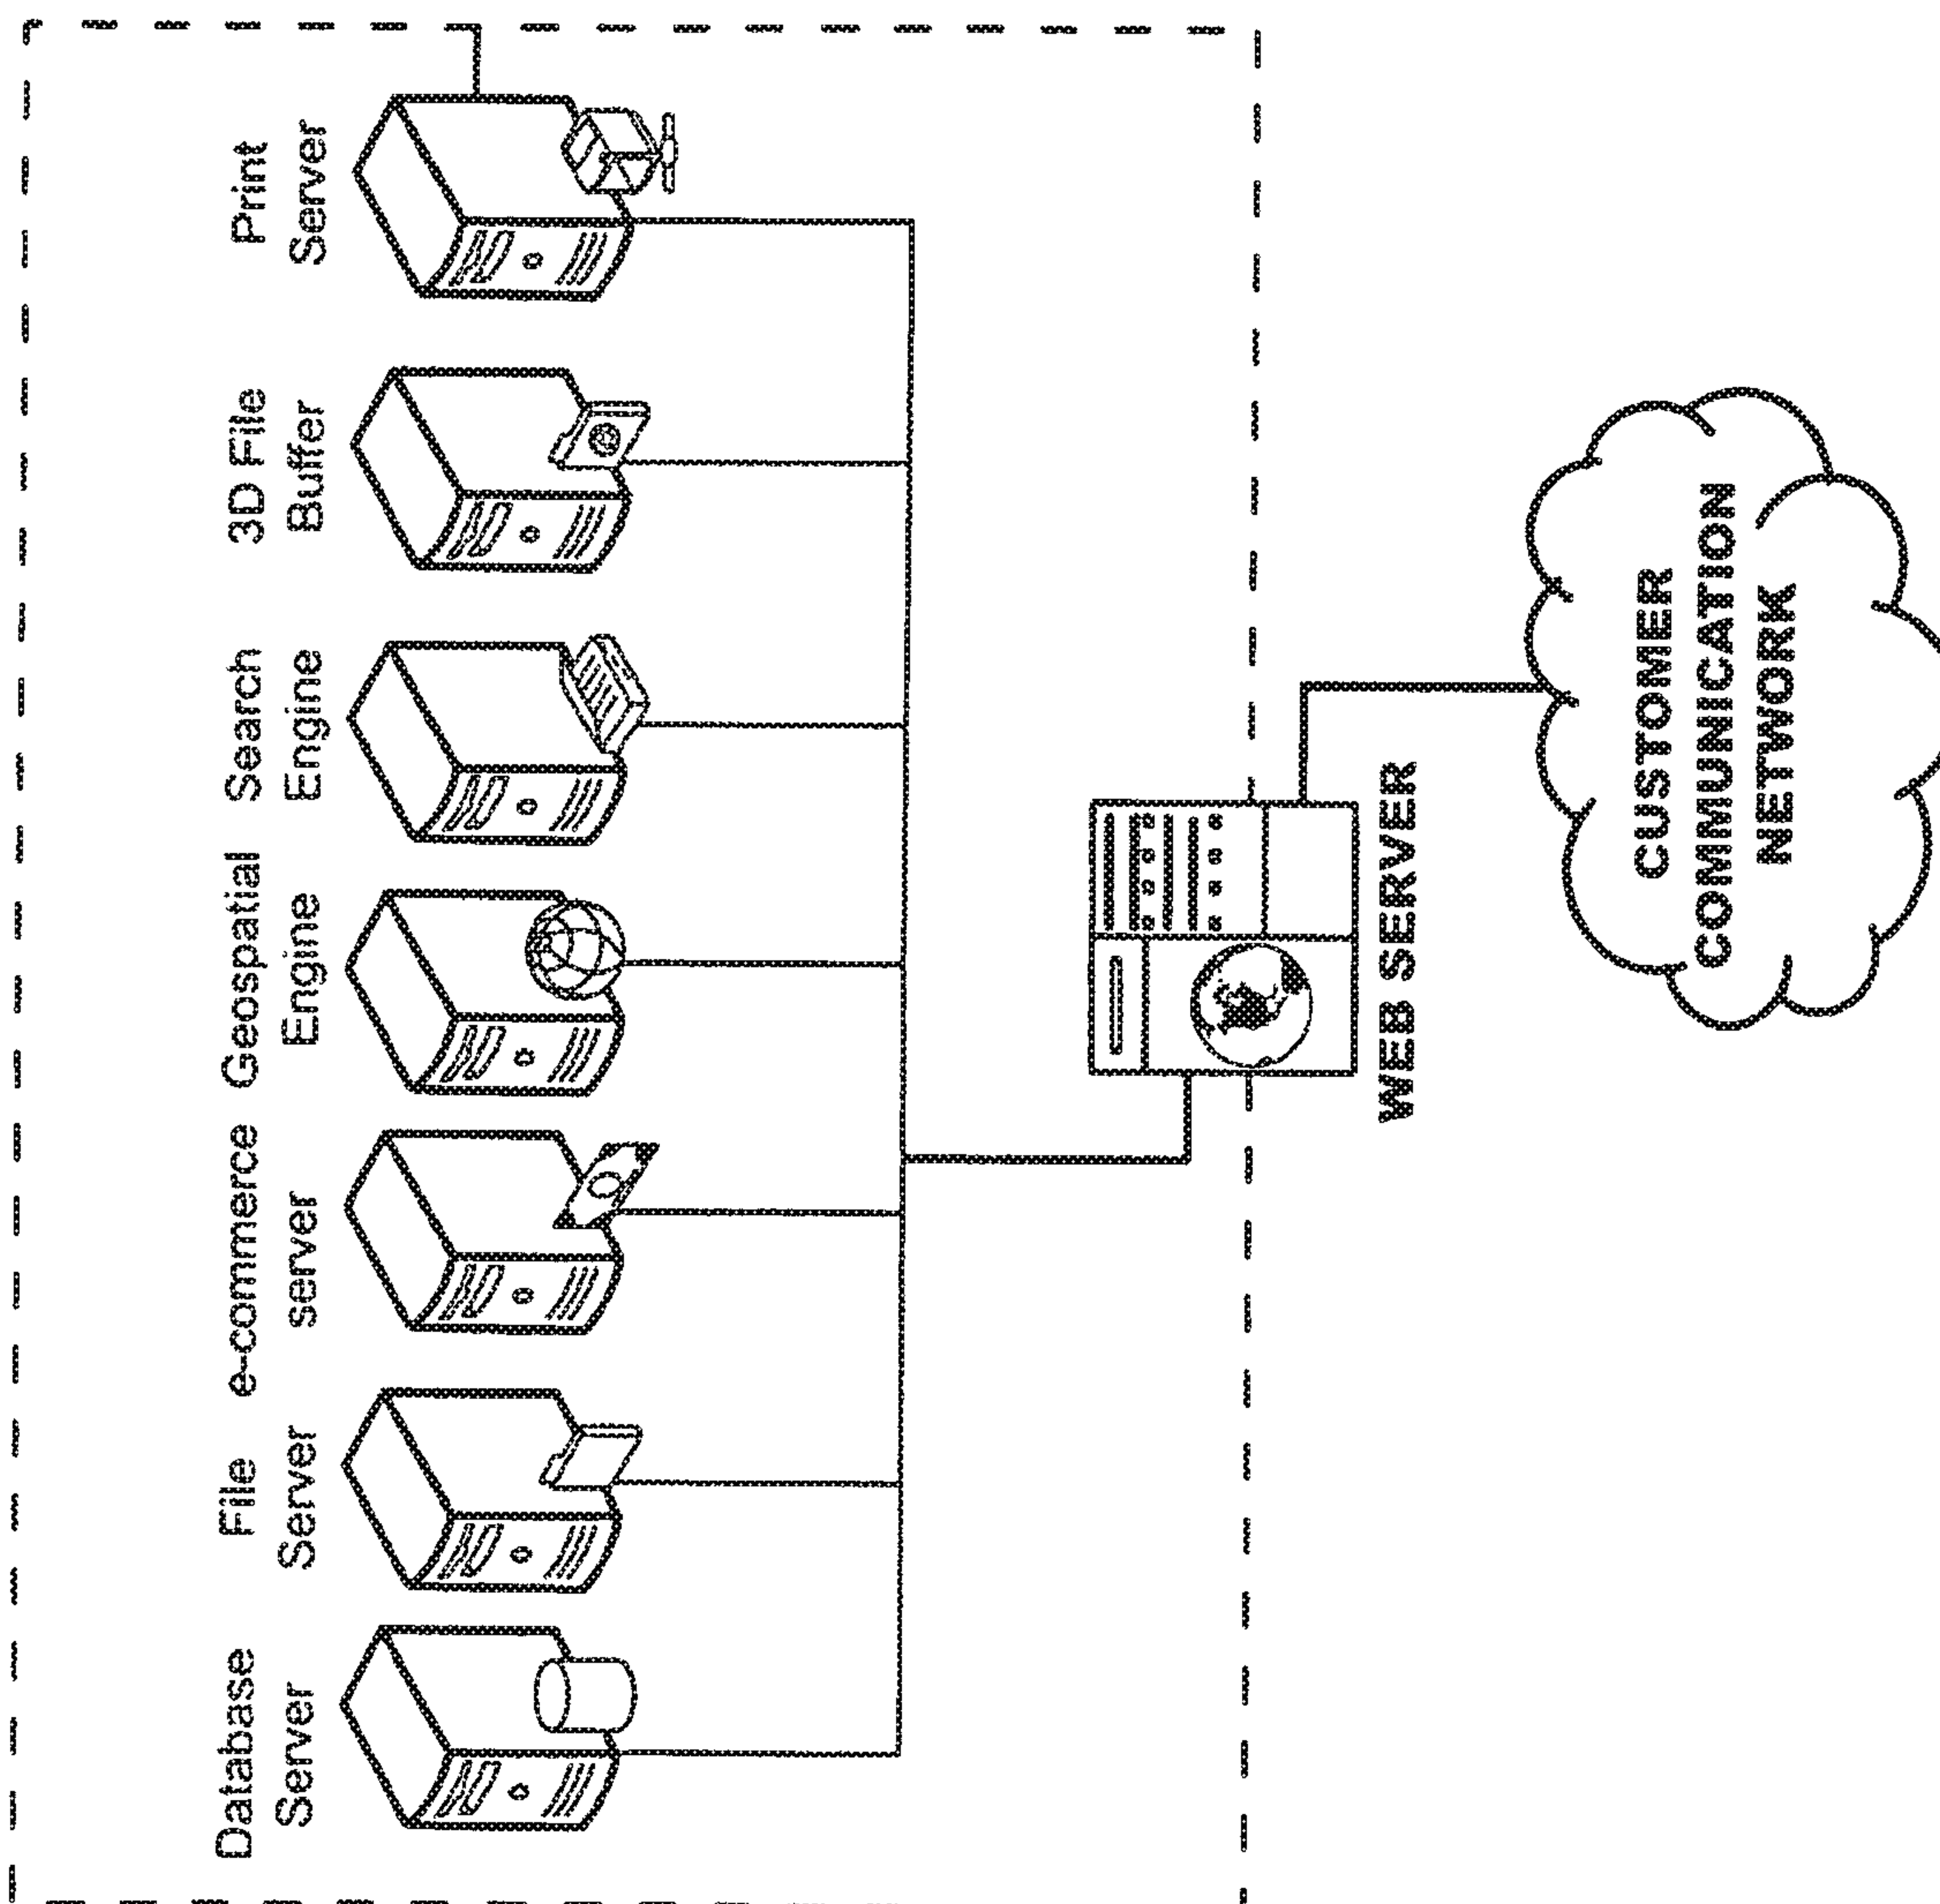 Database
Server
File
Server
e-commerce
server
Geospatial
Engine
Search
Engine
3D File
Buffer
Print
Server
WEB SERVER
CUSTOMER
COMMUNICATION
NETWORK